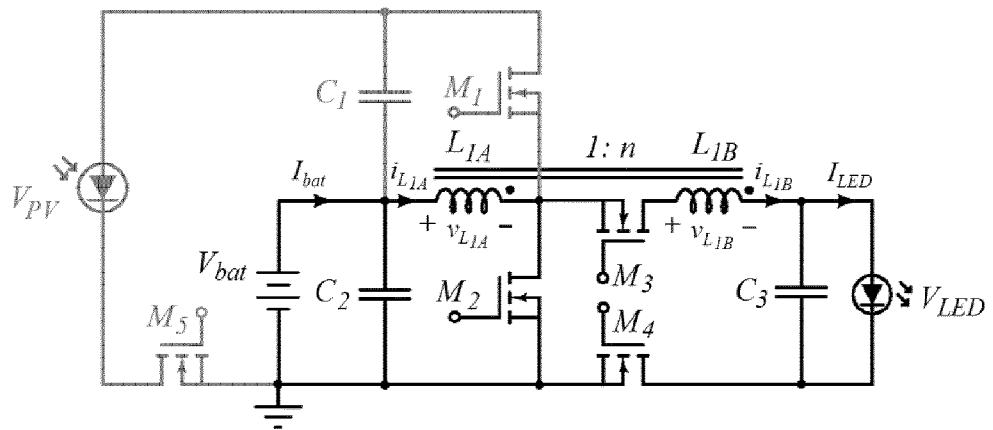 C1
M1
L1A
1: n
L1B
VPV
Ibat
iL1A
iL1B
ILED
+ vL1A −
+ vL1B −
Vbat
C2
M2
M3
C3
VLED
M5
M4